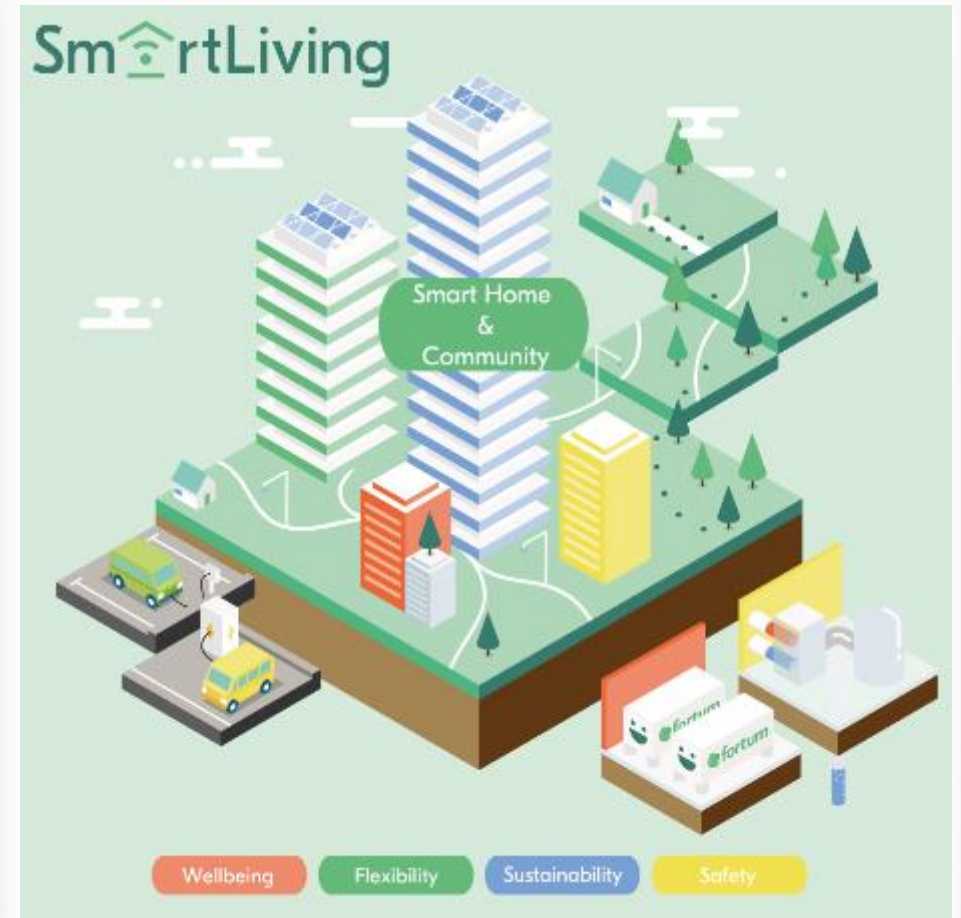 SmartLiving
Smart Home
&
Community
fortum
fortum
Wellbeing
Flexibility
Sustainability
Safety